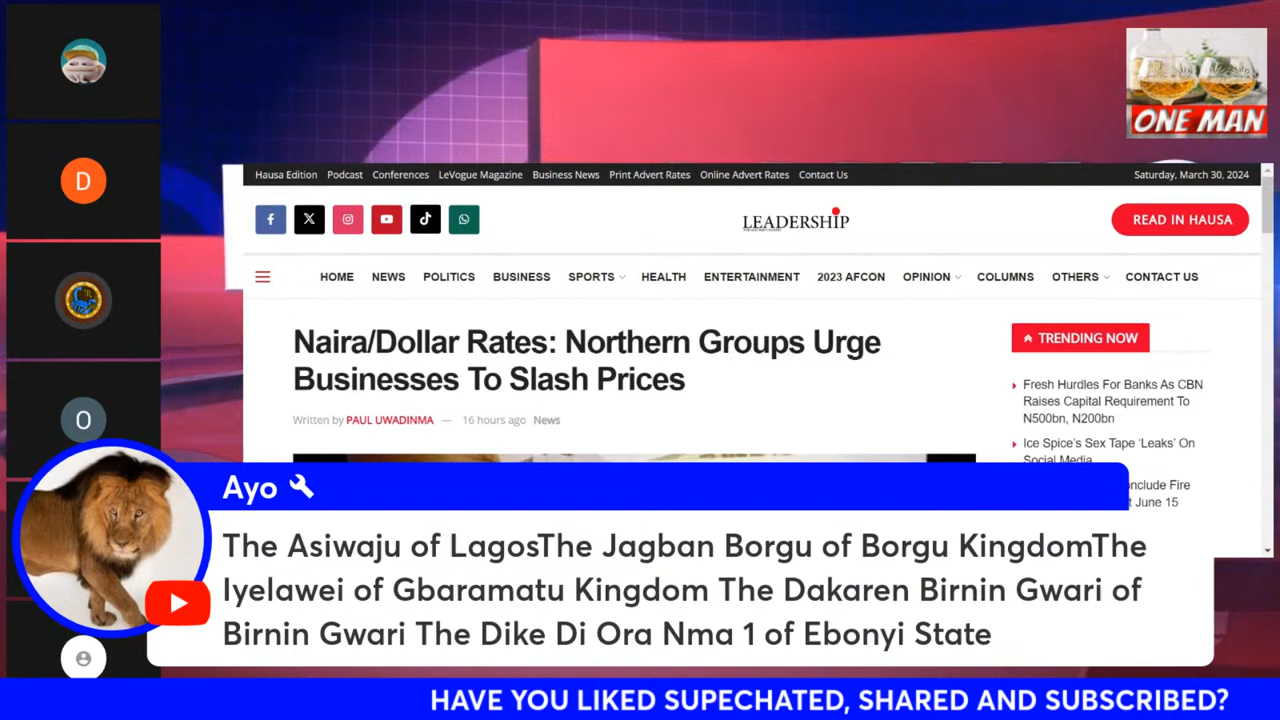 D
O
ONE MAN
Hausa Edition Podcast Conferences LeVogue Magazine Business News Print Advert Rates Online Advert Rates Contact Us
Saturday, March 30, 2024
LEADERSHIP
READ IN HAUSA
HOME NEWS POLITICS BUSINESS SPORTS HEALTH ENTERTAINMENT 2023 AFCON OPINION COLUMNS OTHERS CONTACT US
Naira/Dollar Rates: Northern Groups Urge
Businesses To Slash Prices
Written by PAUL UWADINMA — 16 hours ago News
TRENDING NOW
Fresh Hurdles For Banks As CBN
Raises Capital Requirement To
N500bn, N200bn
Ice Spice's Sex Tape 'Leaks' On
Social Media
onclude Fire
t June 15
Ayo
The Asiwaju of LagosThe Jagban Borgu of Borgu KingdomThe
Iyelawei of Gbaramatu Kingdom The Dakaren Birnin Gwari of
Birnin Gwari The Dike Di Ora Nma 1 of Ebonyi State
HAVE YOU LIKED SUPECHATED, SHARED AND SUBSCRIBED?